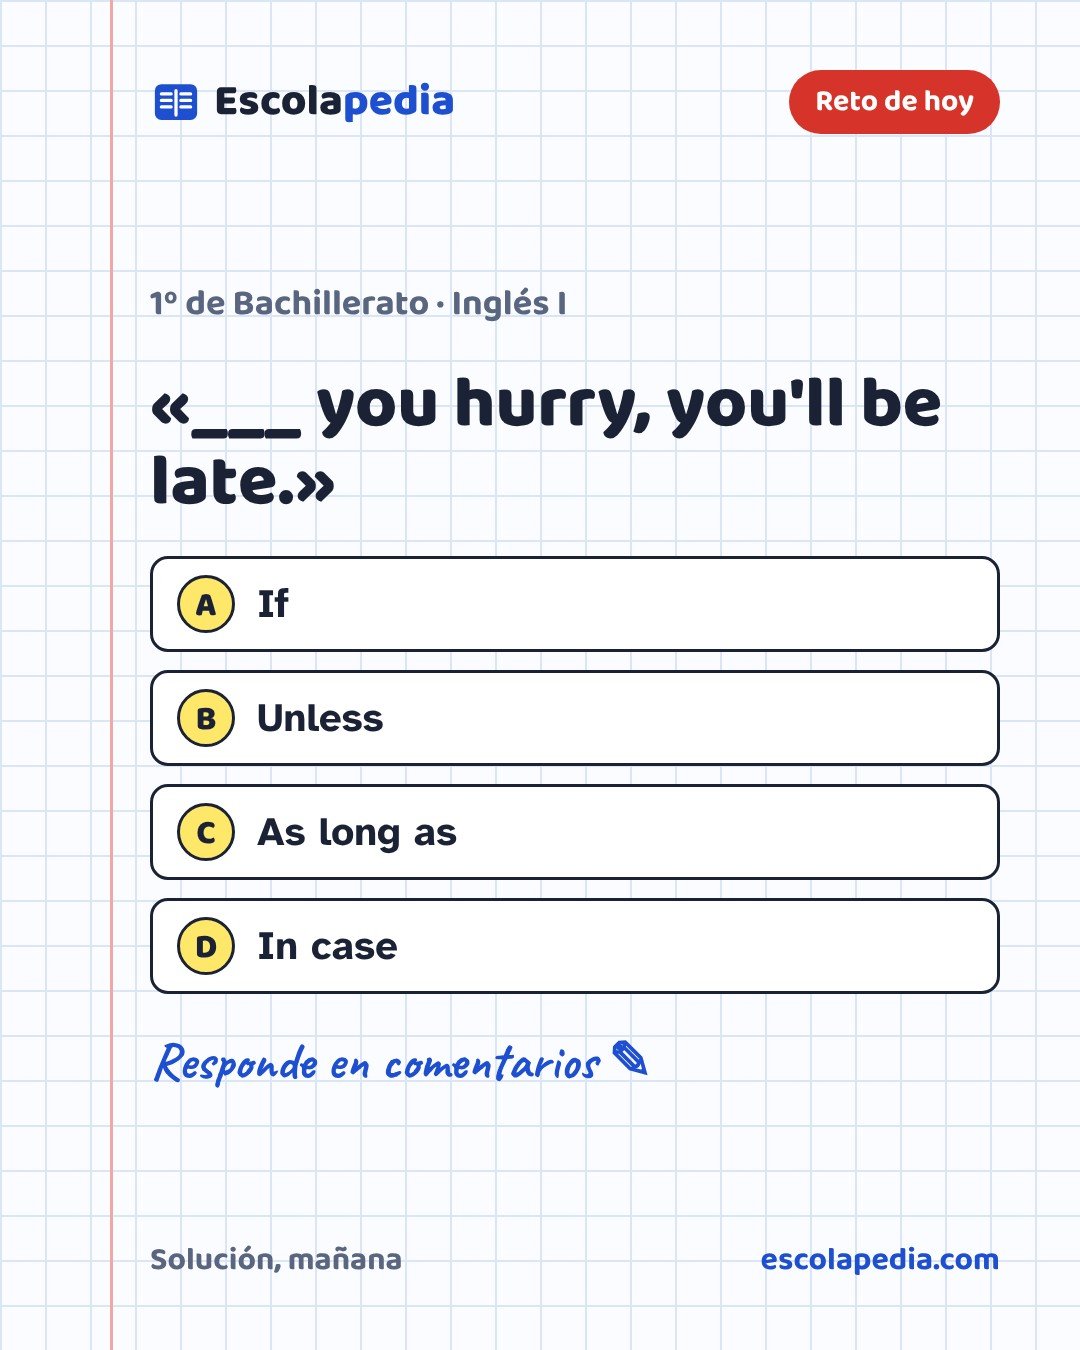 Escolapedia
Reto de hoy
1º de Bachillerato · Inglés I
«___ you hurry, you'll be
late.»
A If
B Unless
C As long as
D In case
Responde en comentarios ✎
Solución, mañana
escolapedia.com